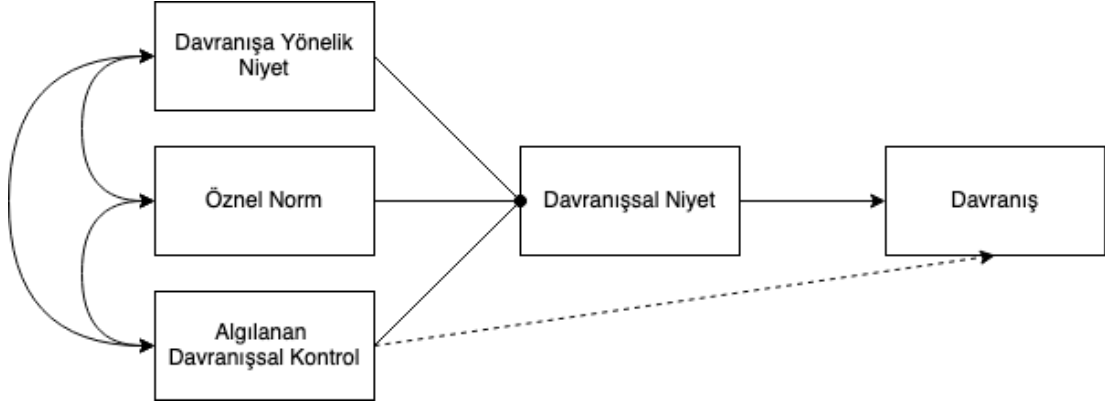 Davranışa Yönelik
Niyet
Öznel Norm
Davranışsal Niyet
Davranış
Algılanan
Davranışsal Kontrol